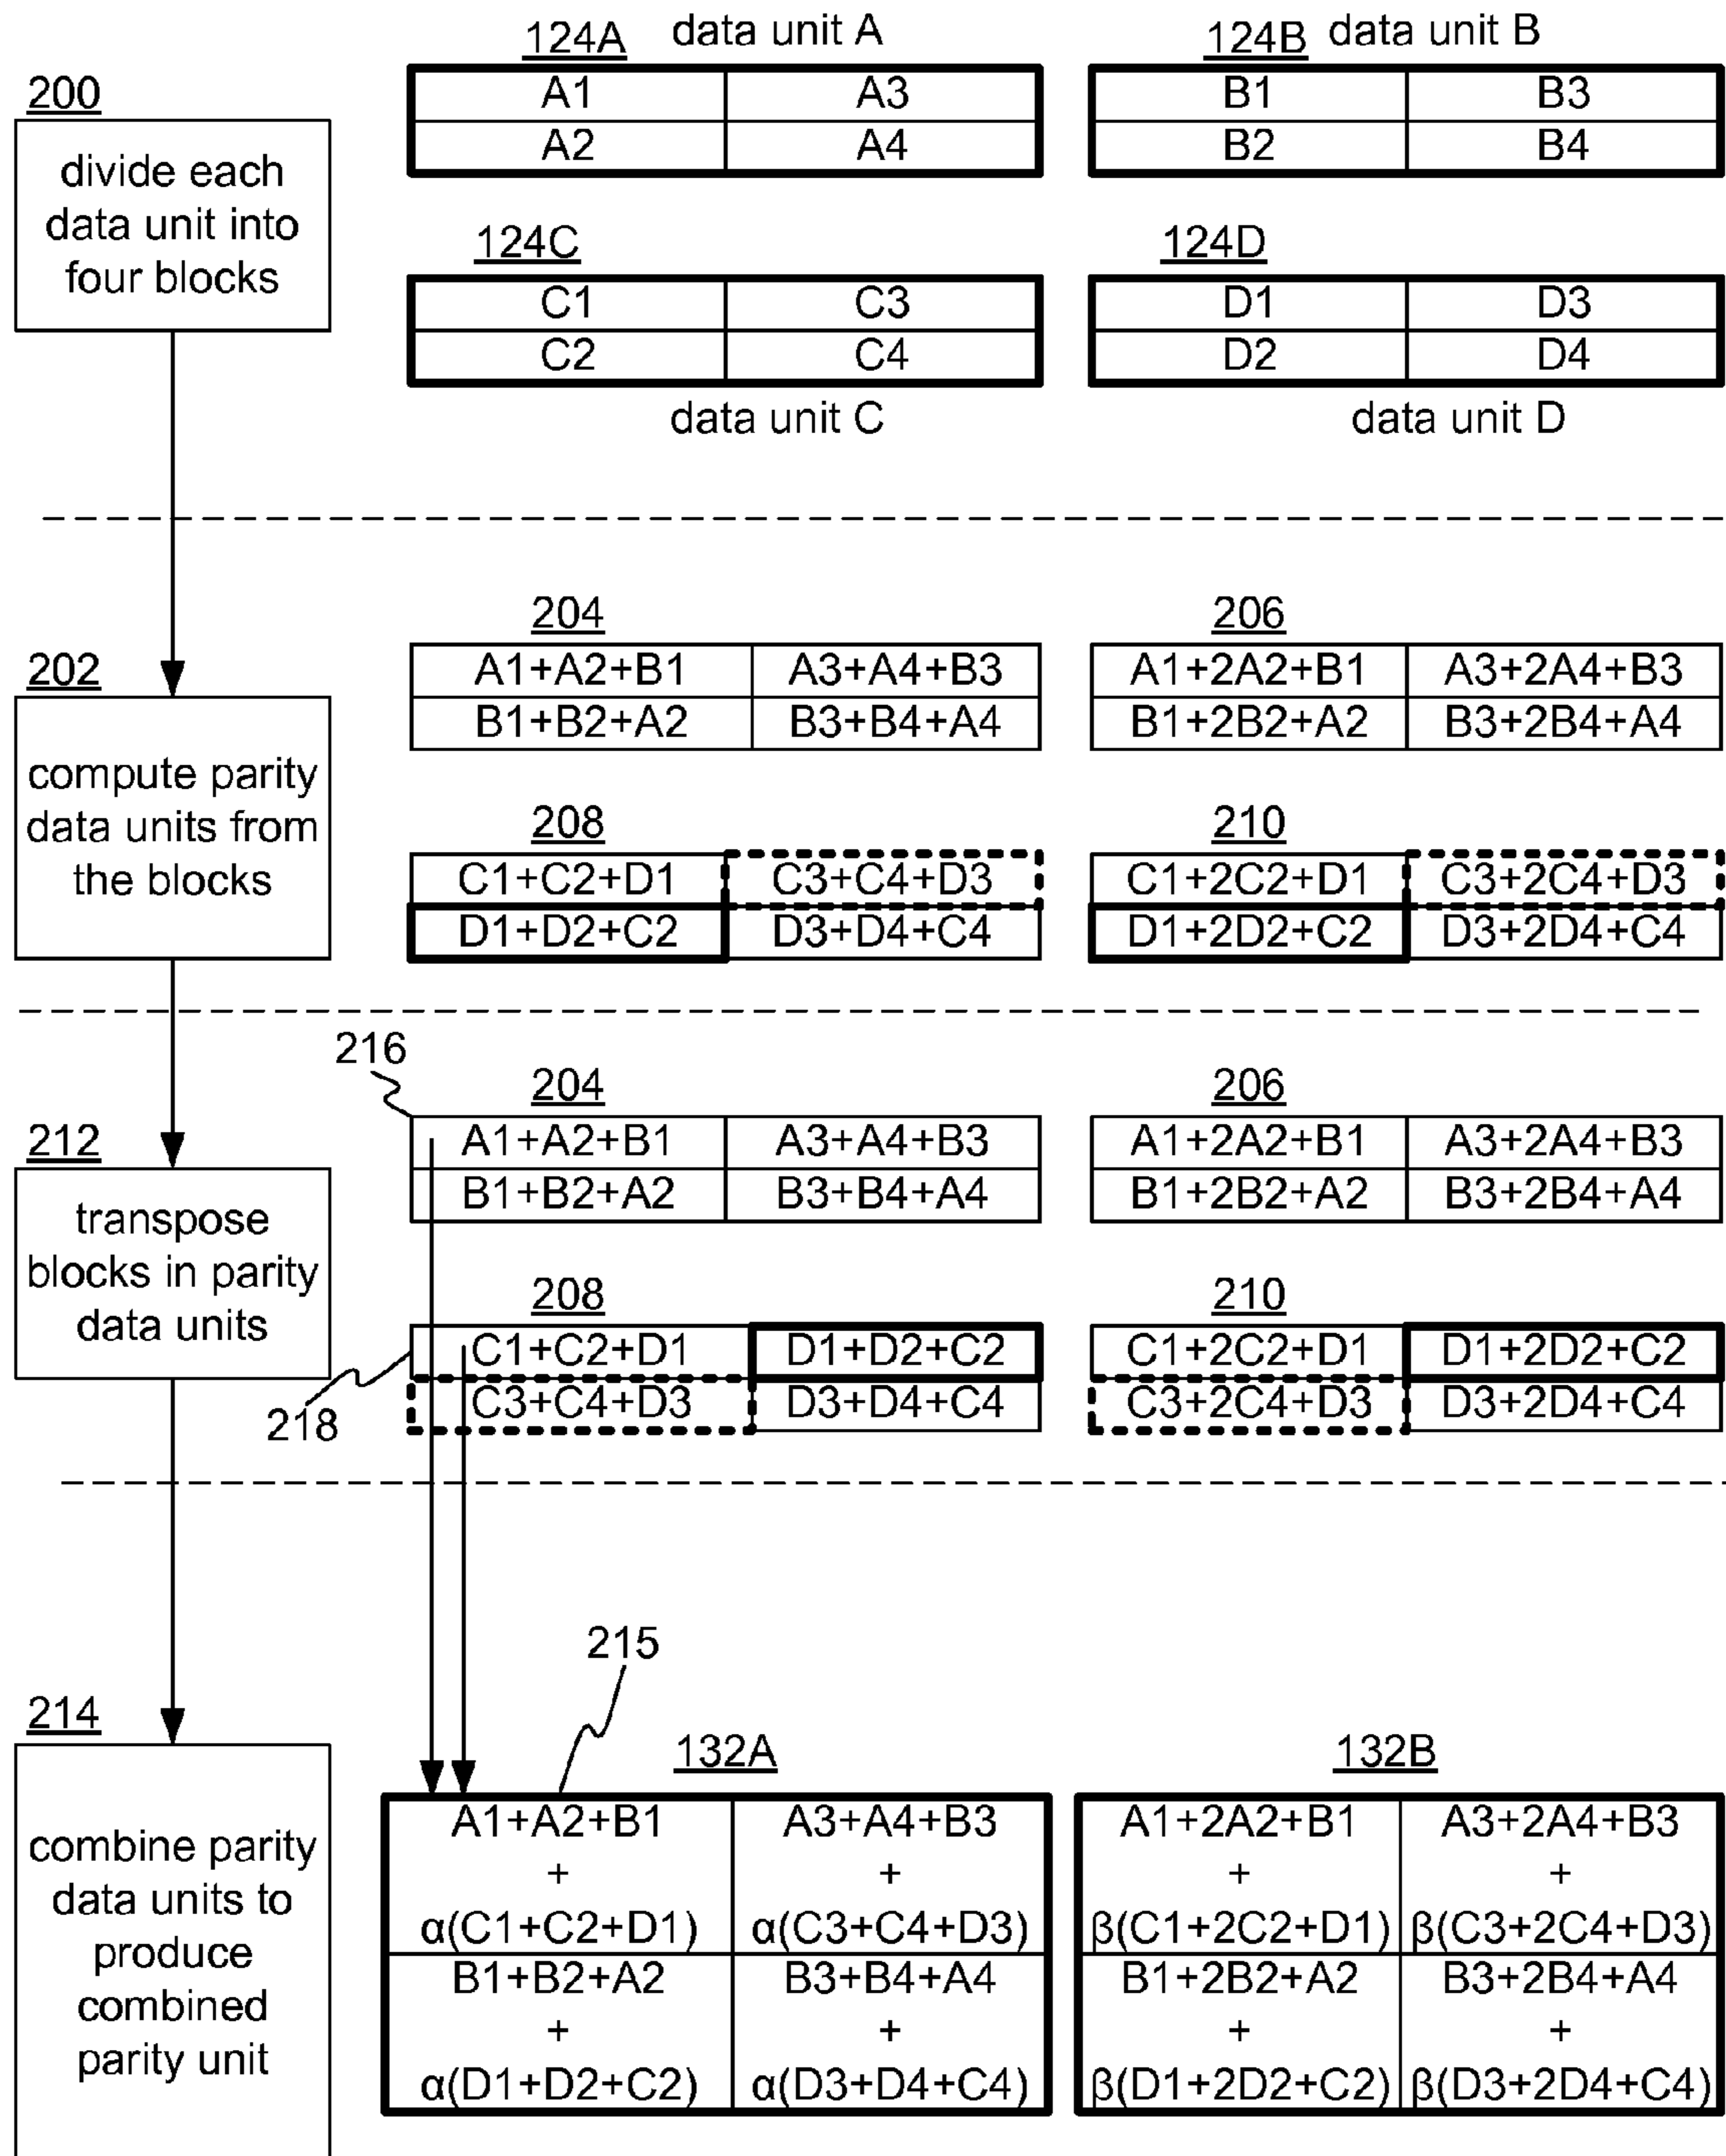 124A data unit A
124B data unit B
200
divide each
data unit into
four blocks
A1 A3
A2 A4
B1 B3
B2 B4
124C
124D
C1 C3
C2 C4
D1 D3
D2 D4
data unit C
data unit D
202
compute parity
data units from
the blocks
204
A1+A2+B1 A3+A4+B3
B1+B2+A2 B3+B4+A4
206
A1+2A2+B1 A3+2A4+B3
B1+2B2+A2 B3+2B4+A4
208
C1+C2+D1 C3+C4+D3
D1+D2+C2 D3+D4+C4
210
C1+2C2+D1 C3+2C4+D3
D1+2D2+C2 D3+2D4+C4
212
transpose
blocks in parity
data units
216
204
A1+A2+B1 A3+A4+B3
B1+B2+A2 B3+B4+A4
206
A1+2A2+B1 A3+2A4+B3
B1+2B2+A2 B3+2B4+A4
208
C1+C2+D1 D1+D2+C2
C3+C4+D3 D3+D4+C4
218
210
C1+2C2+D1 D1+2D2+C2
C3+2C4+D3 D3+2D4+C4
214
combine parity
data units to
produce
combined
parity unit
215
132A
A1+A2+B1 A3+A4+B3
+ +
α(C1+C2+D1) α(C3+C4+D3)
B1+B2+A2 B3+B4+A4
+ +
α(D1+D2+C2) α(D3+D4+C4)
132B
A1+2A2+B1 A3+2A4+B3
+ +
β(C1+2C2+D1) β(C3+2C4+D3)
B1+2B2+A2 B3+2B4+A4
+ +
β(D1+2D2+C2) β(D3+2D4+C4)